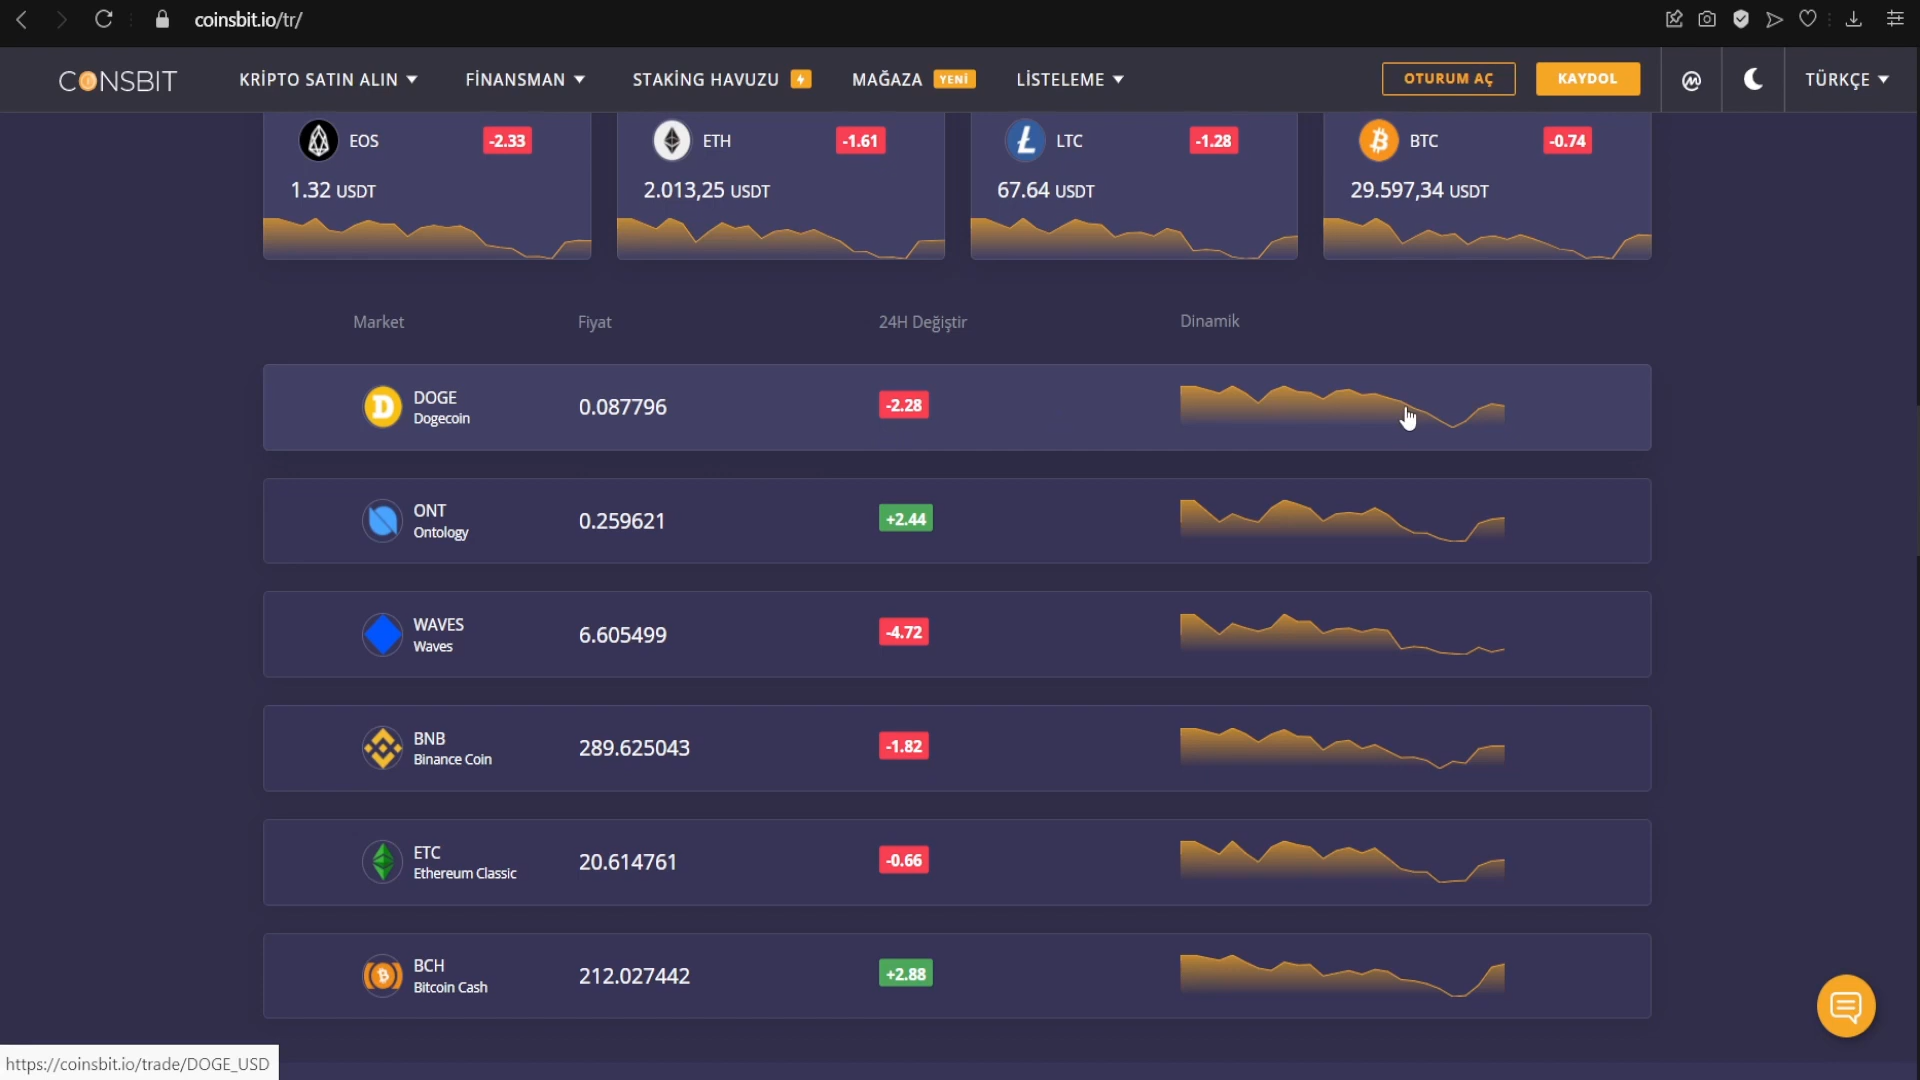 coinsbit.io/tr/
COINSBIT
KRİPTO SATIN ALIN
FİNANSMAN
STAKİNG HAVUZU
MAĞAZA YENİ
LİSTELEME
OTURUM AÇ
KAYDOL
TÜRKÇE
EOS -2.33
1.32 USDT
ETH -1.61
2.013,25 USDT
LTC -1.28
67.64 USDT
BTC -0.74
29.597,34 USDT
Market Fiyat 24H Değiştir Dinamik
DOGE
Dogecoin
0.087796
-2.28
ONT
Ontology
0.259621
+2.44
WAVES
Waves
6.605499
-4.72
BNB
Binance Coin
289.625043
-1.82
ETC
Ethereum Classic
20.614761
-0.66
BCH
Bitcoin Cash
212.027442
+2.88
https://coinsbit.io/trade/DOGE_USD